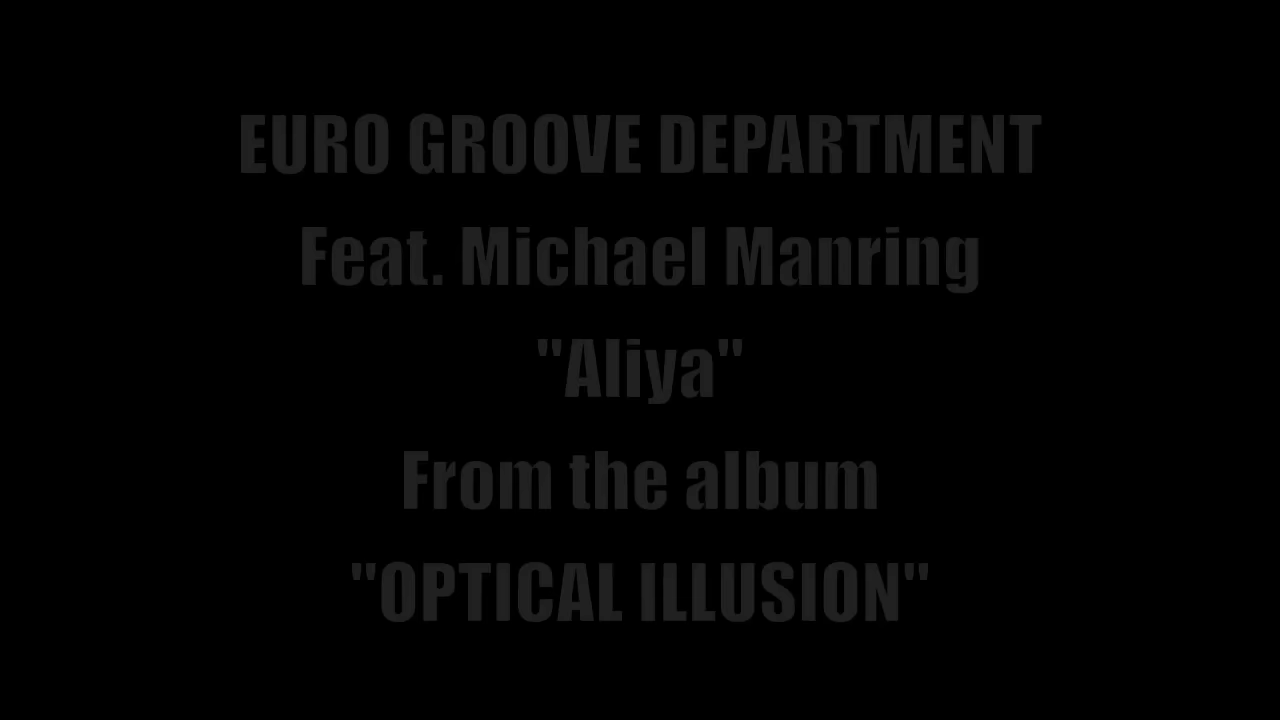 EURO GROOVE DEPARTMENT
Feat. Michael Manring
"Aliya"
From the album
"OPTICAL ILLUSION"